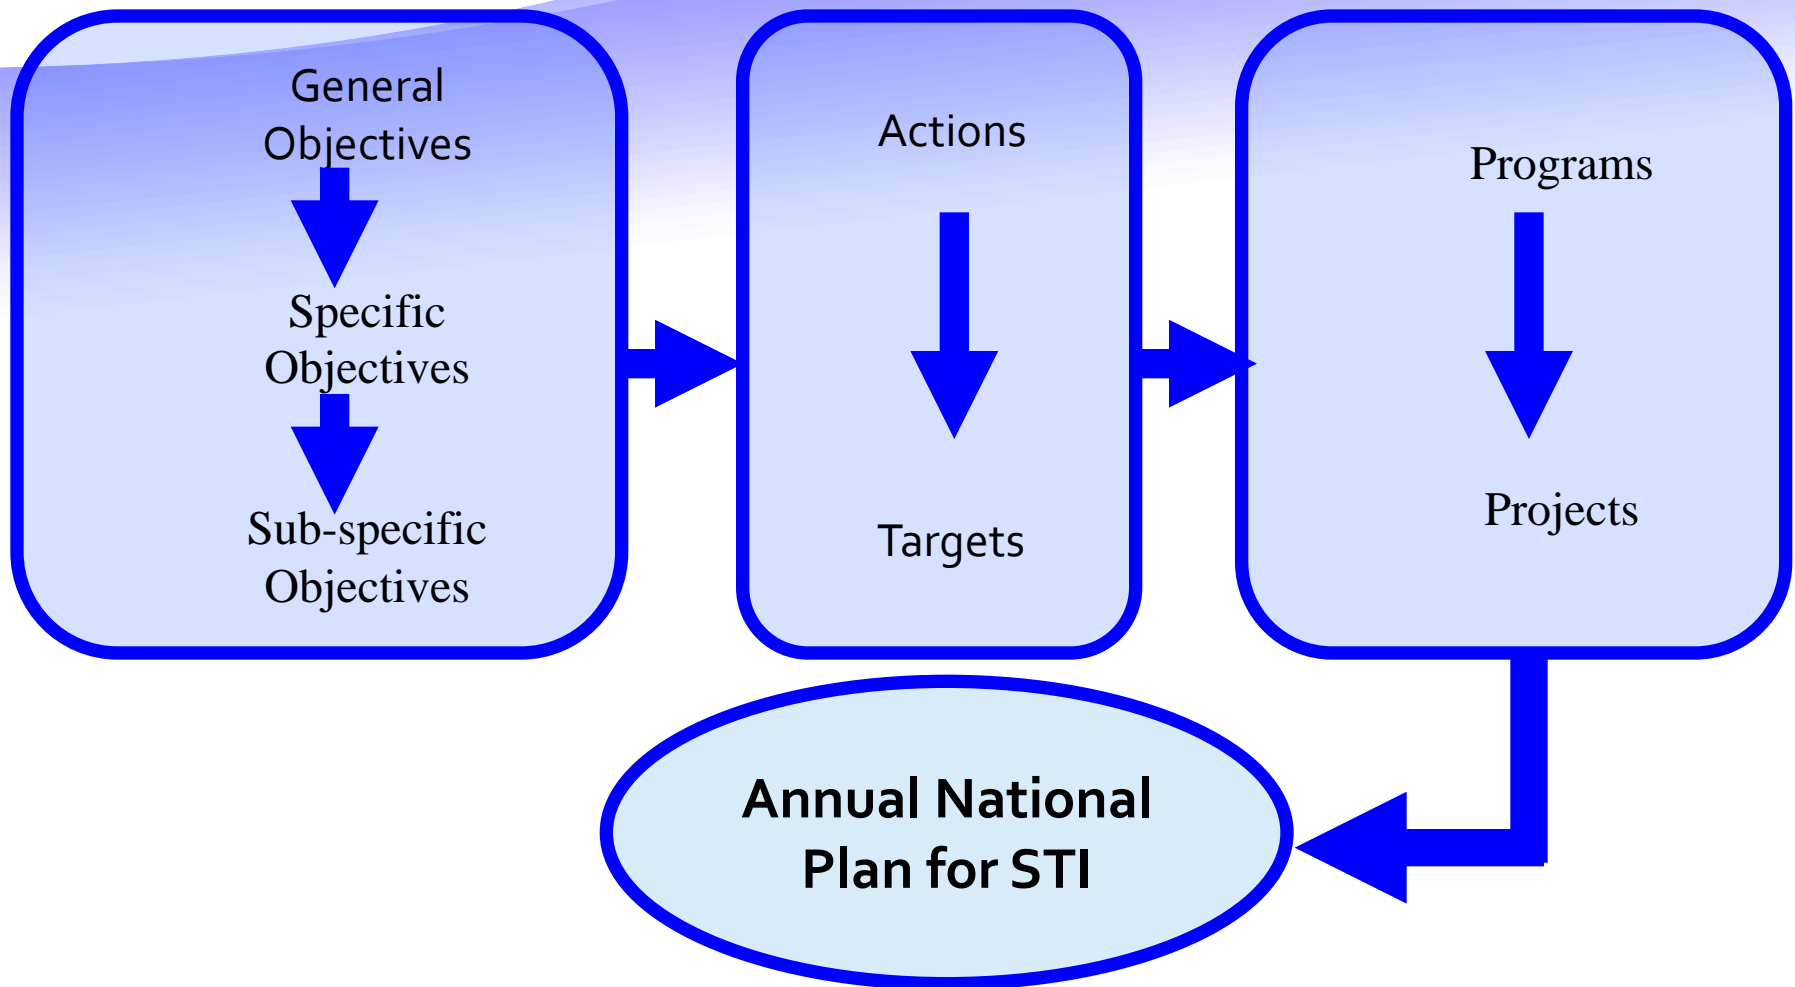 General
Objectives
Specific
Objectives
Sub-specific
Objectives
Actions
Targets
Programs
Projects
Annual National
Plan for STI